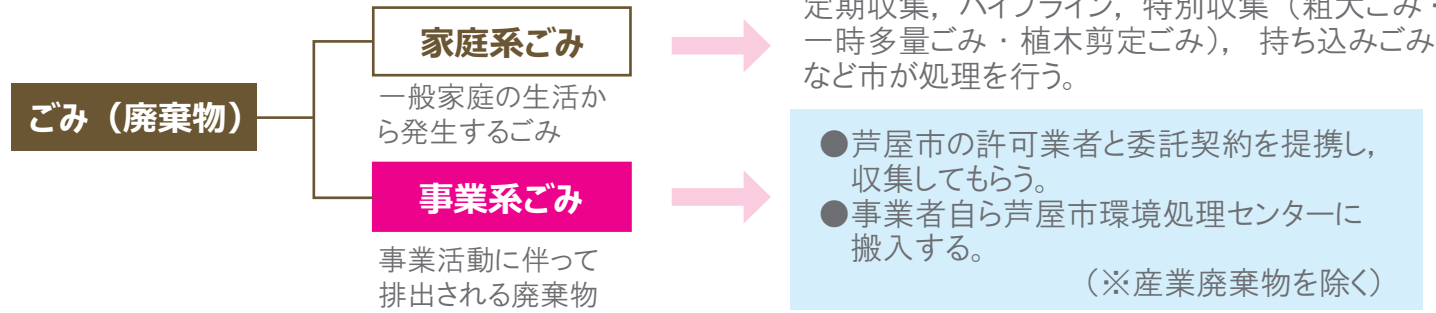 ごみ（廃棄物）
家庭系ごみ
一般家庭の生活か
ら発生するごみ
定期収集，パイプライン，特別収集（粗大ごみ・
一時多量ごみ・植木剪定ごみ），持ち込みごみ
など市が処理を行う。
事業系ごみ
事業活動に伴って
排出される廃棄物
●芦屋市の許可業者と委託契約を提携し，
収集してもらう。
●事業者自ら芦屋市環境処理センターに
搬入する。
（※産業廃棄物を除く）